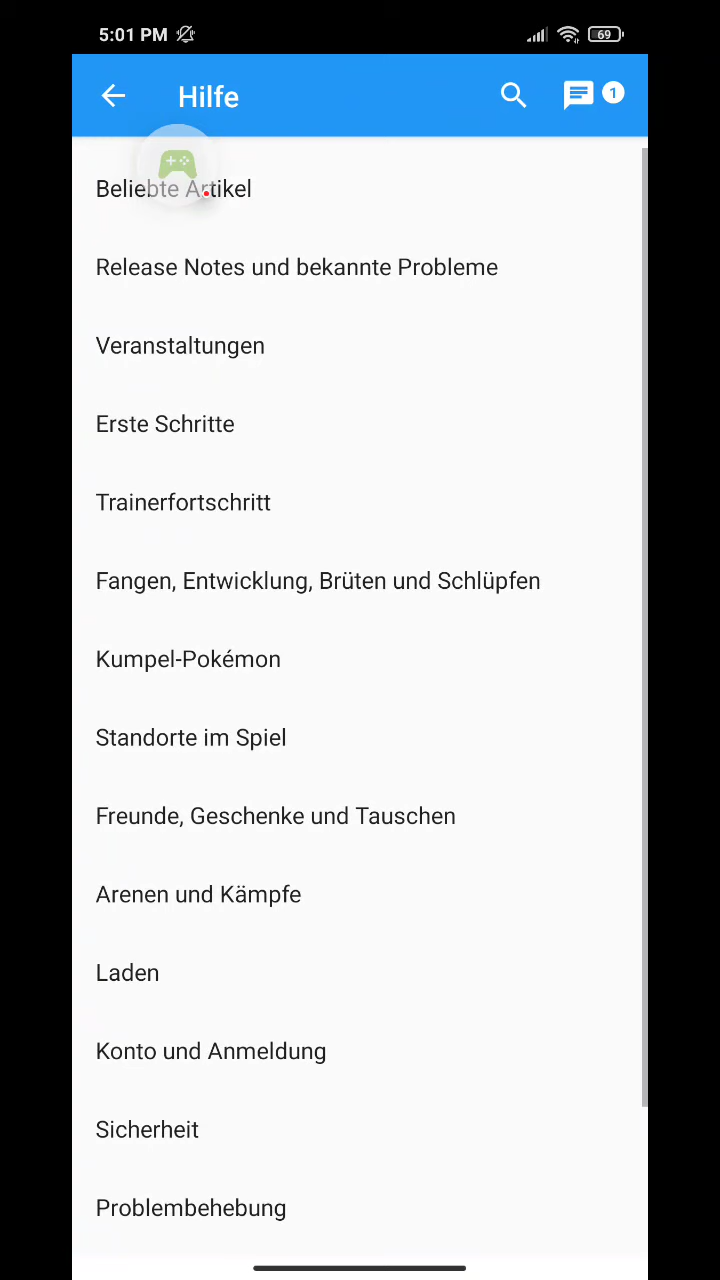 5:01 PM
69
Hilfe
1
Beliebte Artikel
Release Notes und bekannte Probleme
Veranstaltungen
Erste Schritte
Trainerfortschritt
Fangen, Entwicklung, Brüten und Schlüpfen
Kumpel-Pokémon
Standorte im Spiel
Freunde, Geschenke und Tauschen
Arenen und Kämpfe
Laden
Konto und Anmeldung
Sicherheit
Problembehebung